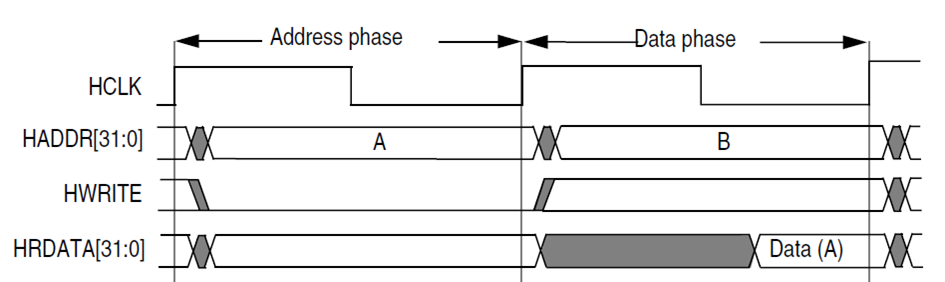 Address phase
Data phase
HCLK
HADDR[31:0]
A
B
HWRITE
HRDATA[31:0]
Data (A)